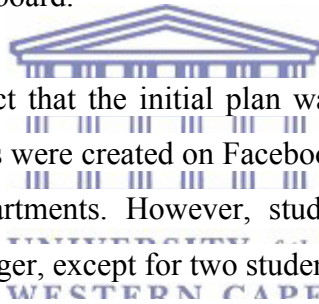 board.
ct that the initial plan wa
s were created on Facebook
artments. However, stud
UNIVERSITY of the
ger, except for two studen
WESTERN CAPE